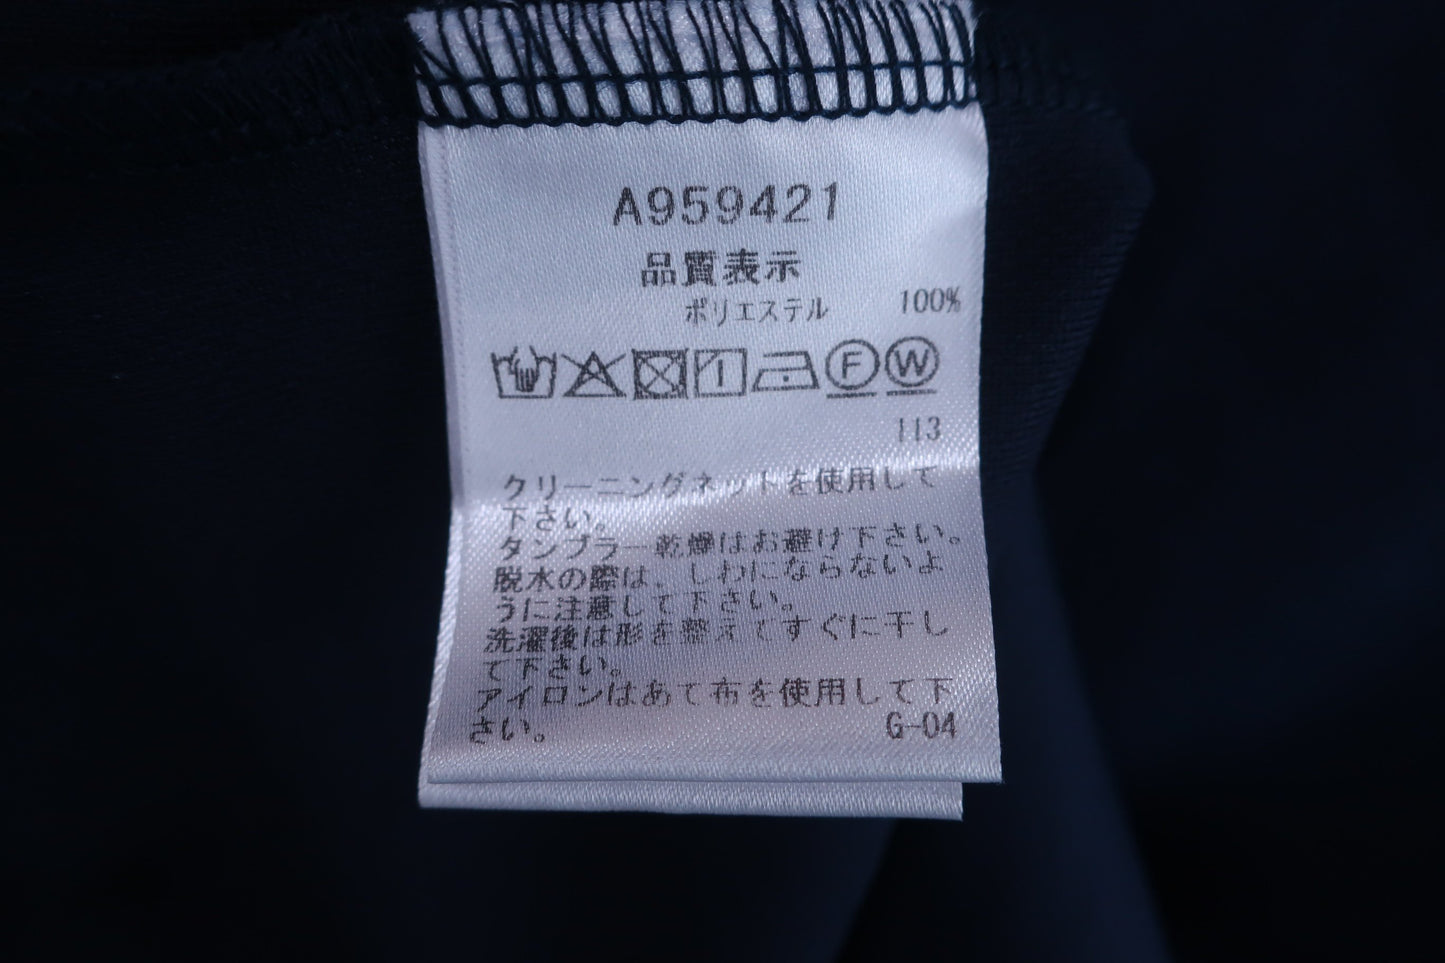 A959421
品質表示
ポリエステル 100%
F W
113
クリーニングネットを使用して
下さい。
タンブラー乾燥はお避け下さい。
脱水の際は、しわにならないよ
うに注意して下さい。
洗濯後は形を整えてすぐに干し
て下さい。
アイロンはあて布を使用して下
さい。 G-04